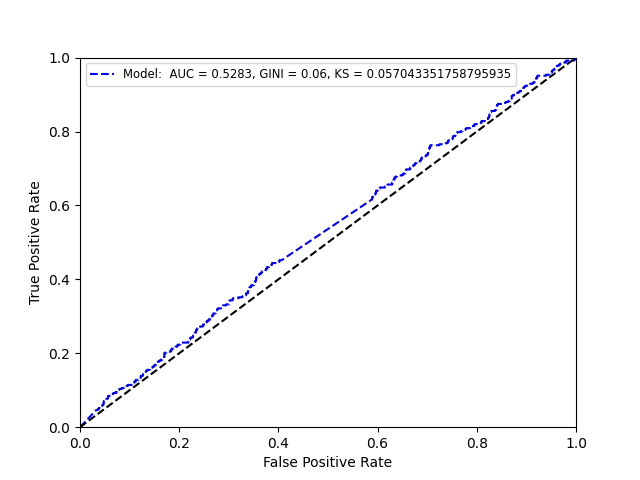 Model:  AUC = 0.5283, GINI = 0.06, KS = 0.057043351758795935
1.0
0.8
0.6
0.4
0.2
0.0
True Positive Rate
0.0 0.2 0.4 0.6 0.8 1.0
False Positive Rate